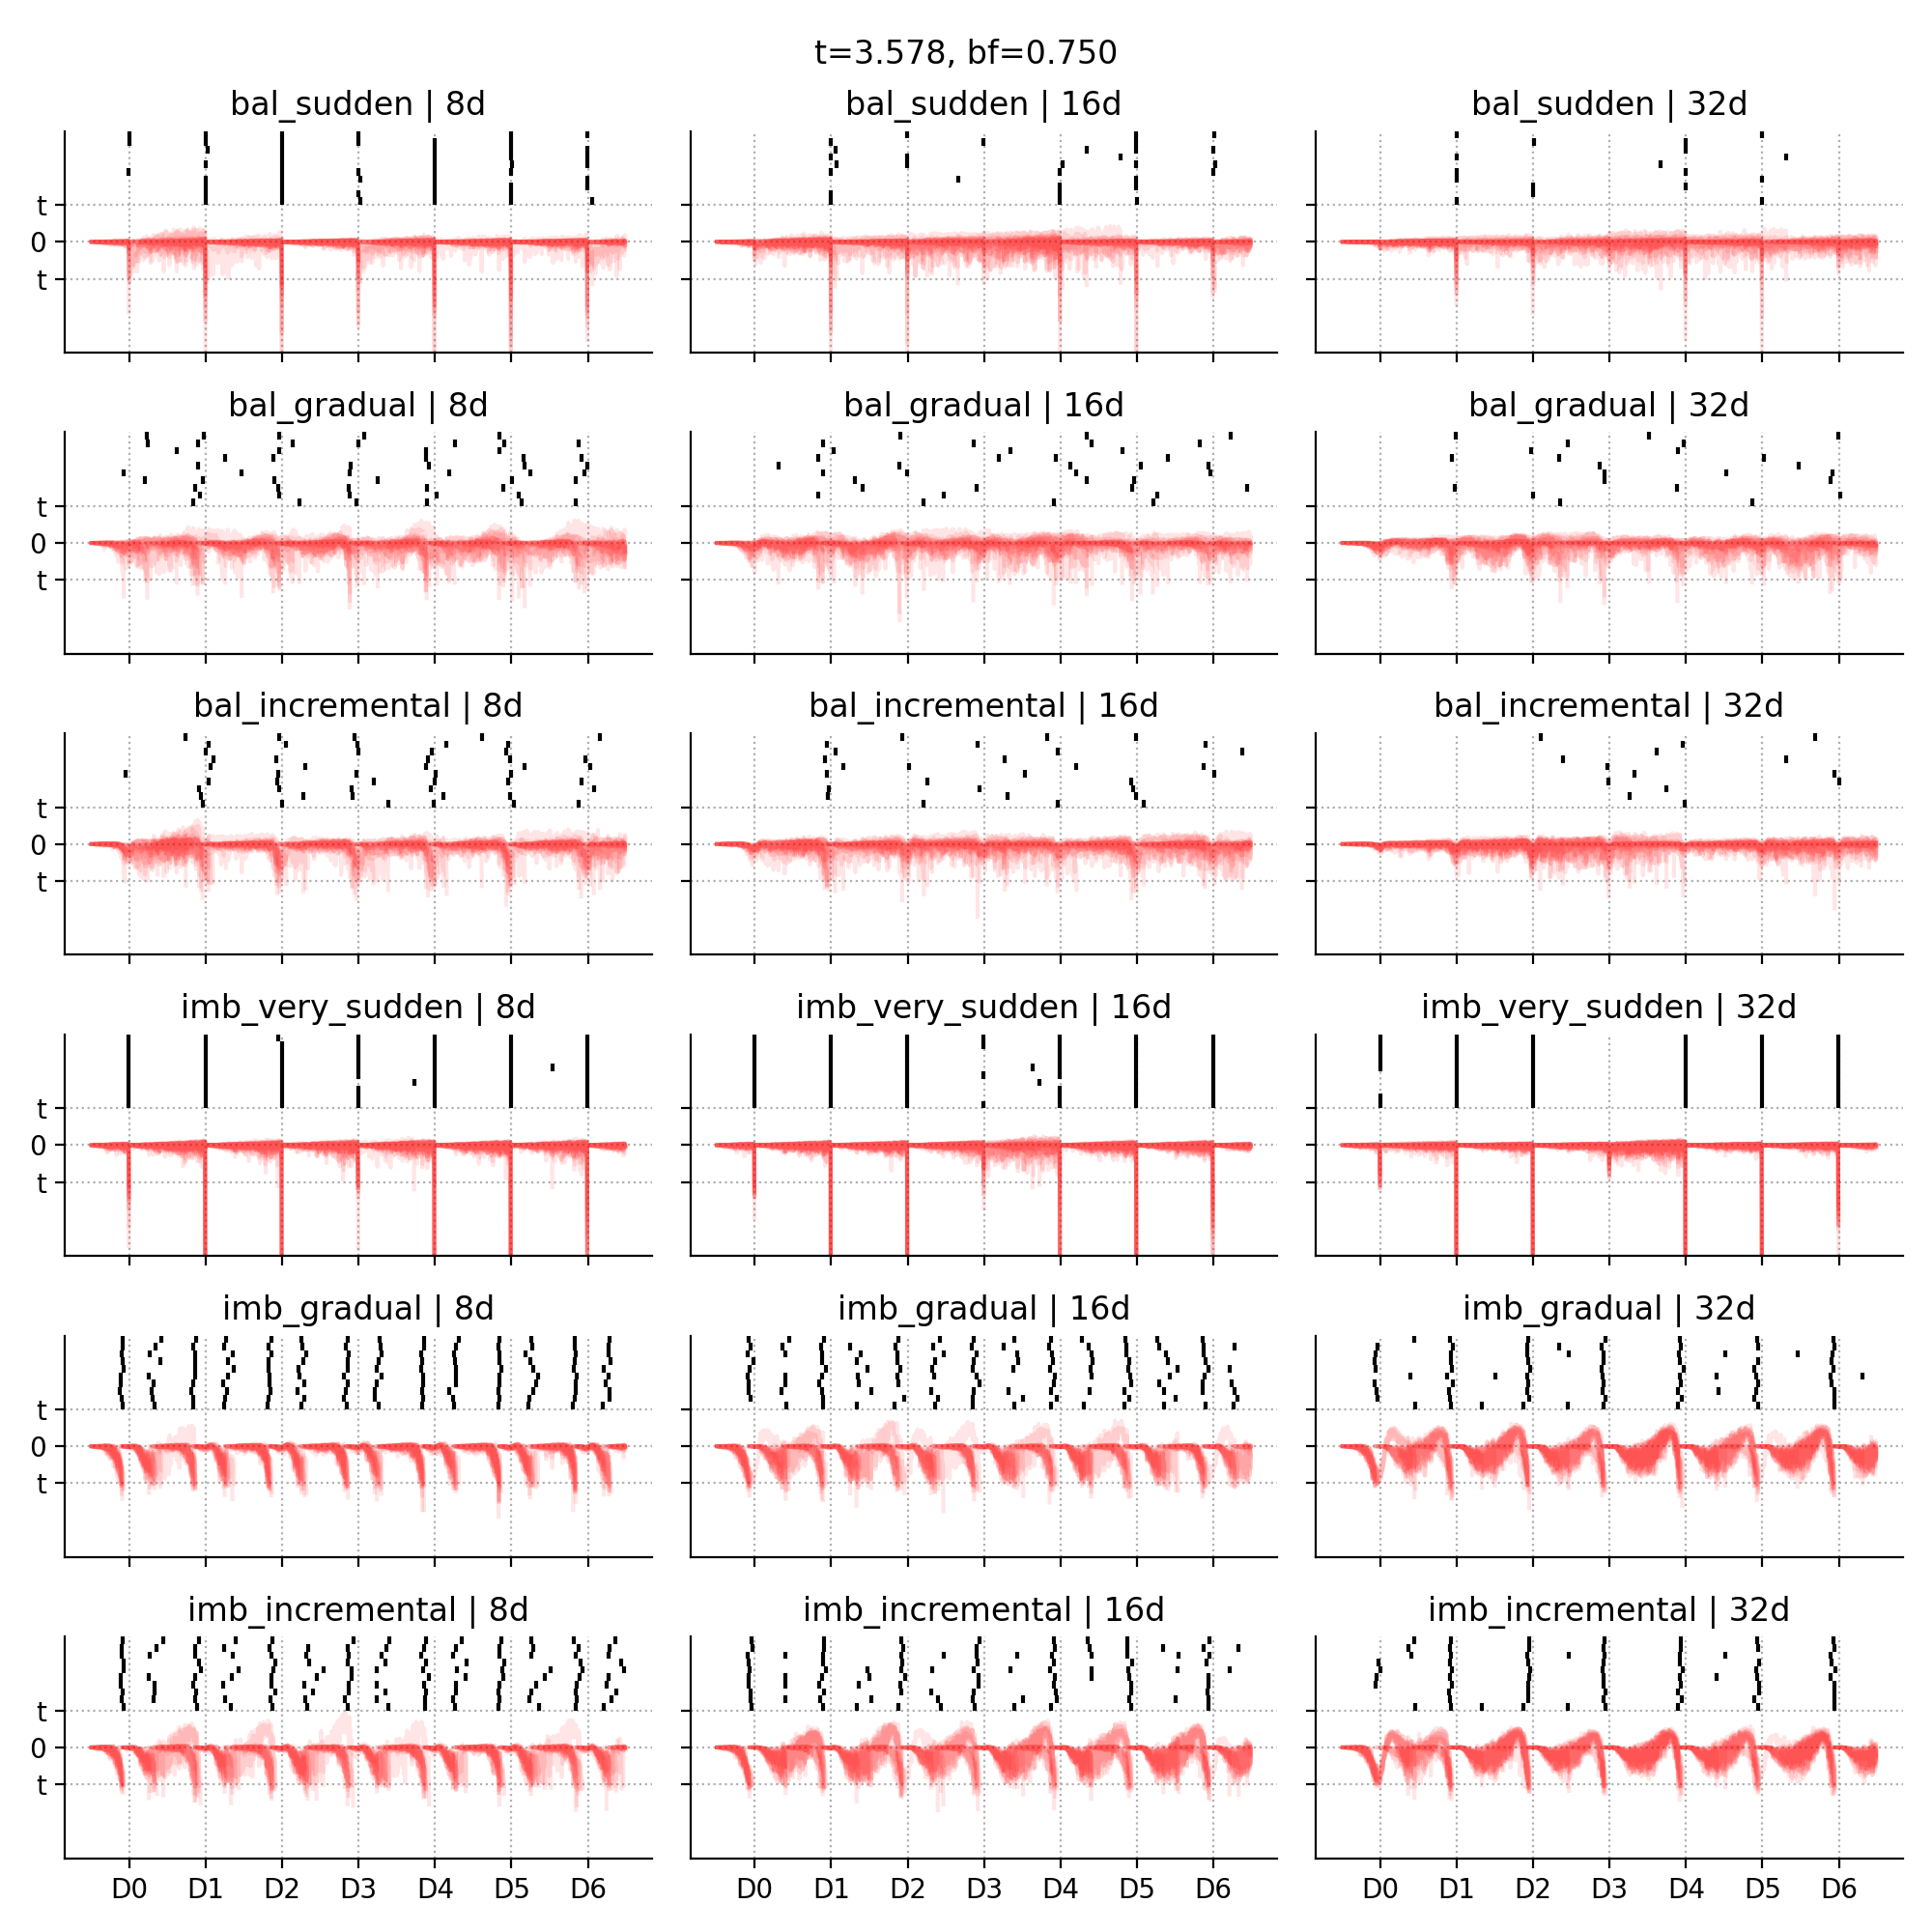 t=3.578, bf=0.750
bal_sudden | 8d
bal_sudden | 16d
bal_sudden | 32d
t
0
t
bal_gradual | 8d
bal_gradual | 16d
bal_gradual | 32d
t
0
t
bal_incremental | 8d
bal_incremental | 16d
bal_incremental | 32d
t
0
t
imb_very_sudden | 8d
imb_very_sudden | 16d
imb_very_sudden | 32d
t
0
t
imb_gradual | 8d
imb_gradual | 16d
imb_gradual | 32d
t
0
t
imb_incremental | 8d
imb_incremental | 16d
imb_incremental | 32d
t
0
t
D0 D1 D2 D3 D4 D5 D6
D0 D1 D2 D3 D4 D5 D6
D0 D1 D2 D3 D4 D5 D6